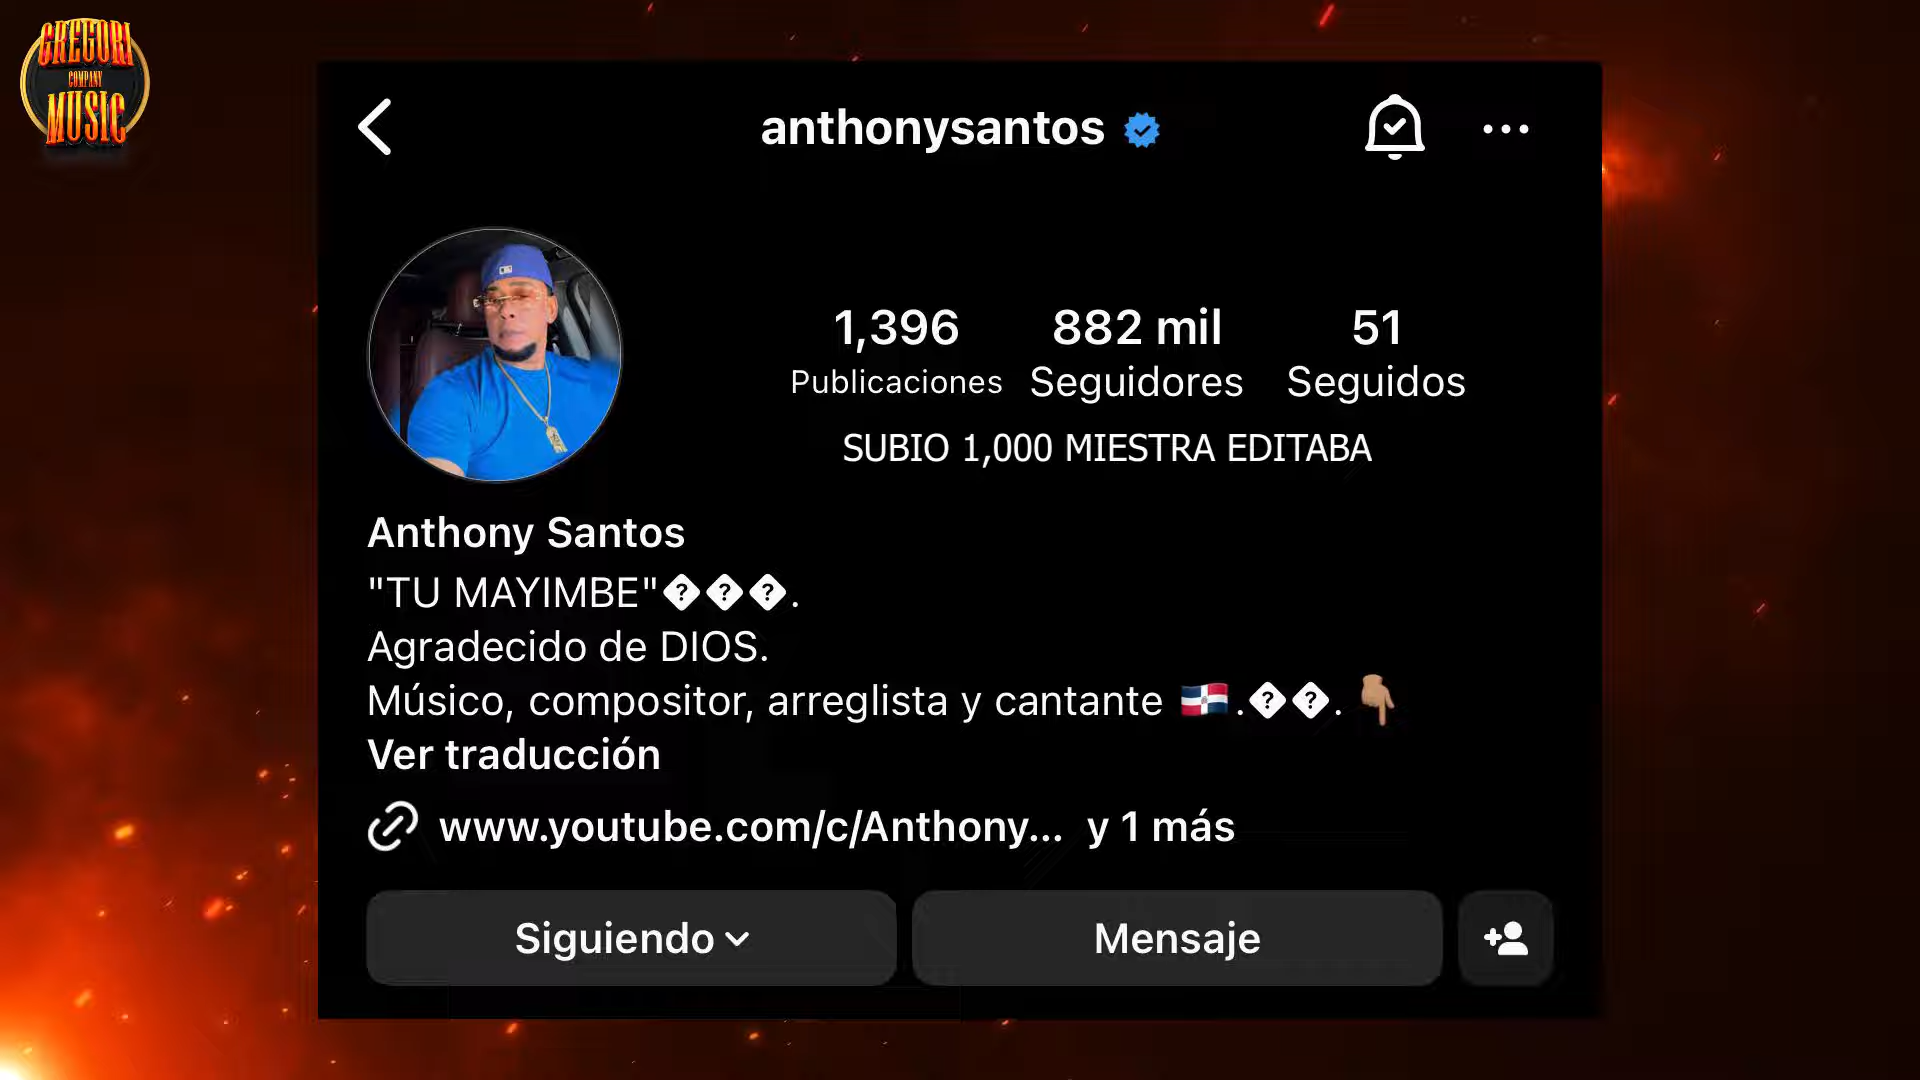 GREGORI
COMPANY
MUSIC
anthonysantos
1,396 882 mil 51
Publicaciones Seguidores Seguidos
SUBIO 1,000 MIESTRA EDITABA
Anthony Santos
"TU MAYIMBE"���.
Agradecido de DIOS.
Músico, compositor, arreglista y cantante 🇩🇴.��. 👇🏽
Ver traducción
www.youtube.com/c/Anthony... y 1 más
Siguiendo Mensaje